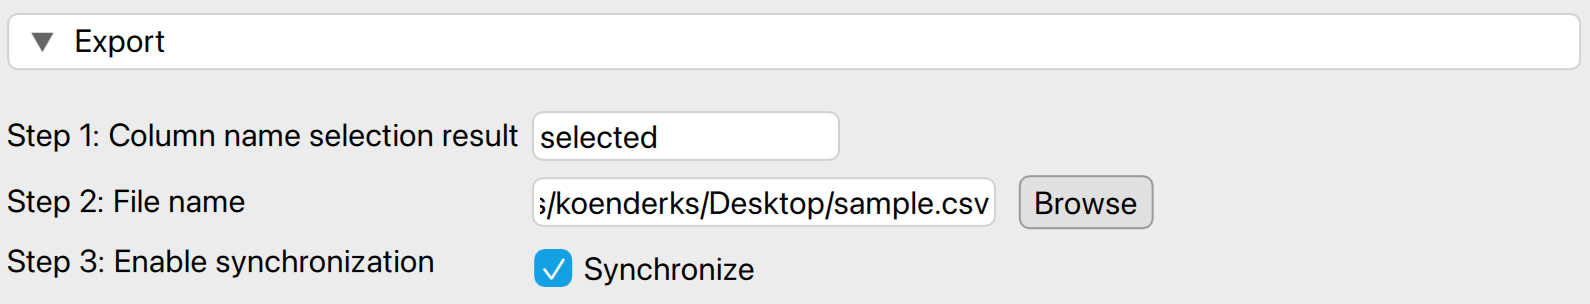 Export
Step 1: Column name selection result selected
Step 2: File name /koenderks/Desktop/sample.csv Browse
Step 3: Enable synchronization Synchronize